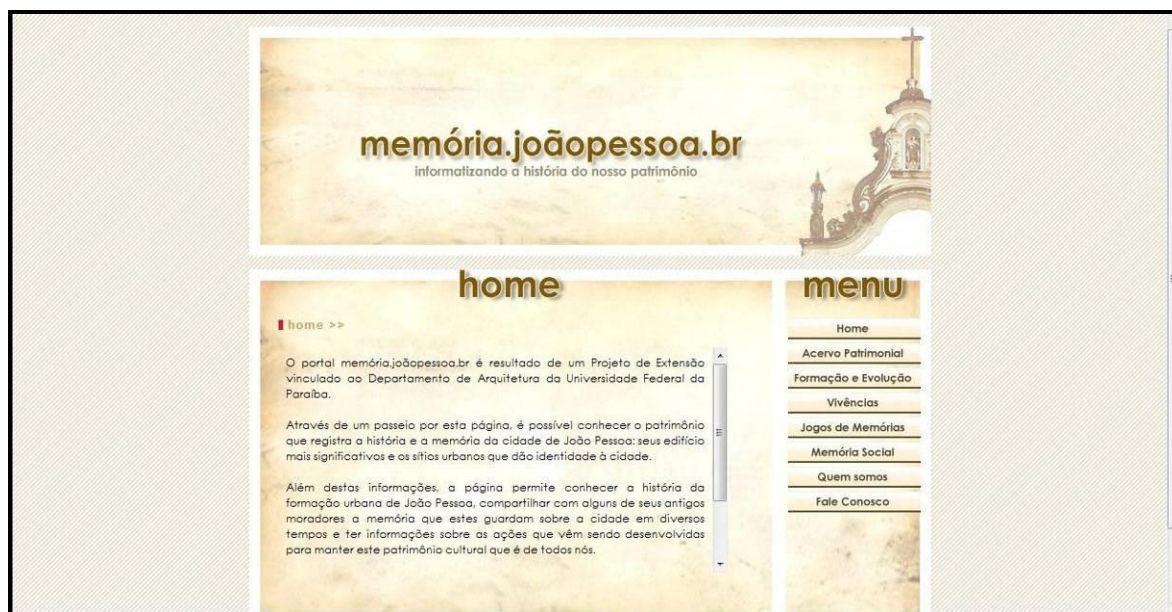 memória.joãopessoa.br
informatizando a história do nosso patrimônio
home
home >>
O portal memória.joãopessoa.br é resultado de um Projeto de Extensão
vinculado ao Departamento de Arquitetura da Universidade Federal da
Paraíba.
Através de um passeio por esta página, é possível conhecer o patrimônio
que registra a história e a memória da cidade de João Pessoa: seus edifício
mais significativos e os sítios urbanos que dão identidade à cidade.
Além destas informações, a página permite conhecer a história da
formação urbana de João Pessoa, compartilhar com alguns de seus antigos
moradores a memória que estes guardam sobre a cidade em diversos
tempos e ter informações sobre as ações que vêm sendo desenvolvidas
para manter este patrimônio cultural que é de todos nós.
menu
Home
Acervo Patrimonial
Formação e Evolução
Vivências
Jogos de Memórias
Memória Social
Quem somos
Fale Conosco